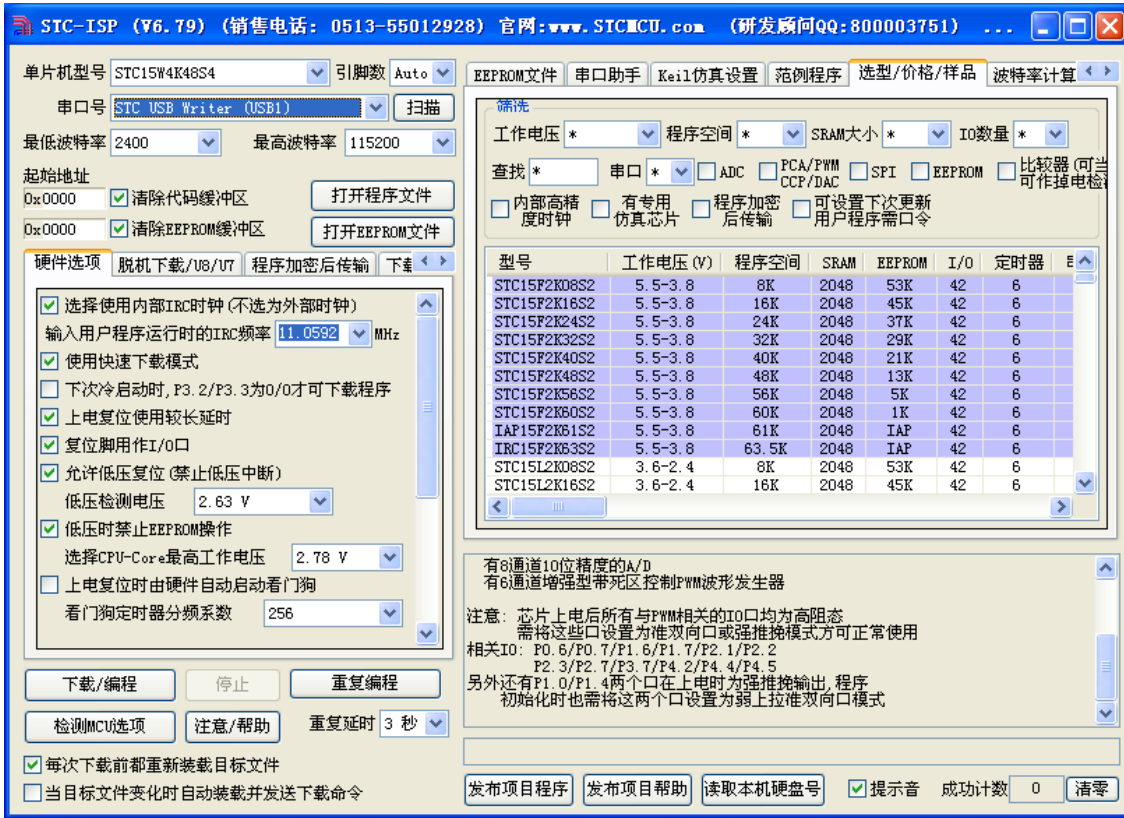 STC-ISP (V6.79) (销售电话: 0513-55012928) 官网:www.STCMCU.com (研发顾问QQ:800003751) ...
单片机型号 STC15W4K48S4 引脚数 Auto
串口号 STC USB Writer (USB1) 扫描
最低波特率 2400 最高波特率 115200
起始地址
0x0000 清除代码缓冲区 打开程序文件
0x0000 清除EEPROM缓冲区 打开EEPROM文件
硬件选项 脱机下载/U8/U7 程序加密后传输 下载
选择使用内部IRC时钟(不选为外部时钟)
输入用户程序运行时的IRC频率 11.0592 MHz
使用快速下载模式
下次冷启动时,P3.2/P3.3为0/0才可下载程序
上电复位使用较长延时
复位脚用作I/O口
允许低压复位(禁止低压中断)
低压检测电压 2.63 V
低压时禁止EEPROM操作
选择CPU-Core最高工作电压 2.78 V
上电复位时由硬件自动启动看门狗
看门狗定时器分频系数 256
下载/编程 停止 重复编程
检测MCU选项 注意/帮助 重复延时 3 秒
每次下载前都重新装载目标文件
当目标文件变化时自动装载并发送下载命令
EEPROM文件 串口助手 Keil仿真设置 范例程序 选型/价格/样品 波特率计算
筛选
工作电压 * 程序空间 * SRAM大小 * IO数量 *
查找 * 串口 * ADC PCA/PWM CCP/DAC SPI EEPROM 比较器(可当 可作掉电检
内部高精度时钟 有专用仿真芯片 程序加密后传输 可设置下次更新用户程序需口令
型号 工作电压(V) 程序空间 SRAM EEPROM I/O 定时器
STC15F2K08S2 5.5-3.8 8K 2048 53K 42 6
STC15F2K16S2 5.5-3.8 16K 2048 45K 42 6
STC15F2K24S2 5.5-3.8 24K 2048 37K 42 6
STC15F2K32S2 5.5-3.8 32K 2048 29K 42 6
STC15F2K40S2 5.5-3.8 40K 2048 21K 42 6
STC15F2K48S2 5.5-3.8 48K 2048 13K 42 6
STC15F2K56S2 5.5-3.8 56K 2048 5K 42 6
STC15F2K60S2 5.5-3.8 60K 2048 1K 42 6
IAP15F2K61S2 5.5-3.8 61K 2048 IAP 42 6
IRC15F2K63S2 5.5-3.8 63.5K 2048 IAP 42 6
STC15L2K08S2 3.6-2.4 8K 2048 53K 42 6
STC15L2K16S2 3.6-2.4 16K 2048 45K 42 6
有8通道10位精度的A/D
有6通道增强型带死区控制PWM波形发生器
注意: 芯片上电后所有与PWM相关的IO口均为高阻态
需将这些口设置为准双向口或强推挽模式方可正常使用
相关IO: P0.6/P0.7/P1.6/P1.7/P2.1/P2.2
P2.3/P2.7/P3.7/P4.2/P4.4/P4.5
另外还有P1.0/P1.4两个口在上电时为强推挽输出,程序
初始化时也需将这两个口设置为弱上拉准双向口模式
发布项目程序 发布项目帮助 读取本机硬盘号 提示音 成功计数 0 清零